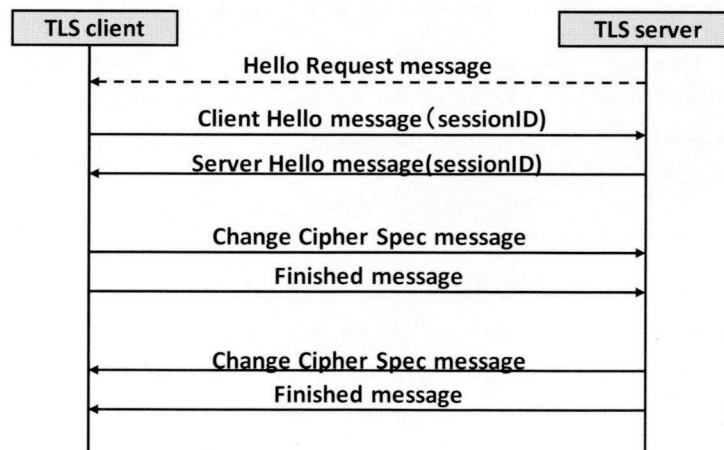 TLS client
TLS server
Hello Request message
Client Hello message（sessionID)
Server Hello message(sessionID)
Change Cipher Spec message
Finished message
Change Cipher Spec message
Finished message